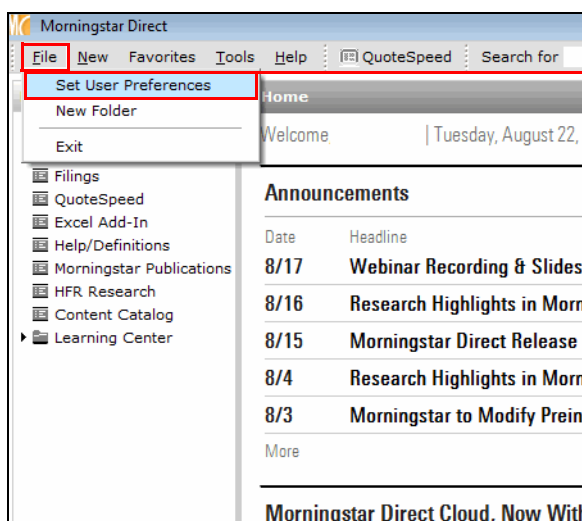 Morningstar Direct
File New Favorites Tools Help QuoteSpeed Search for
Set User Preferences
New Folder
Exit
Home
Welcome | Tuesday, August 22,
Filings
QuoteSpeed
Excel Add-In
Help/Definitions
Morningstar Publications
HFR Research
Content Catalog
Learning Center
Announcements
Date Headline
8/17 Webinar Recording & Slides
8/16 Research Highlights in Morn
8/15 Morningstar Direct Release
8/4 Research Highlights in Morn
8/3 Morningstar to Modify Prein
More
Morningstar Direct Cloud, Now With